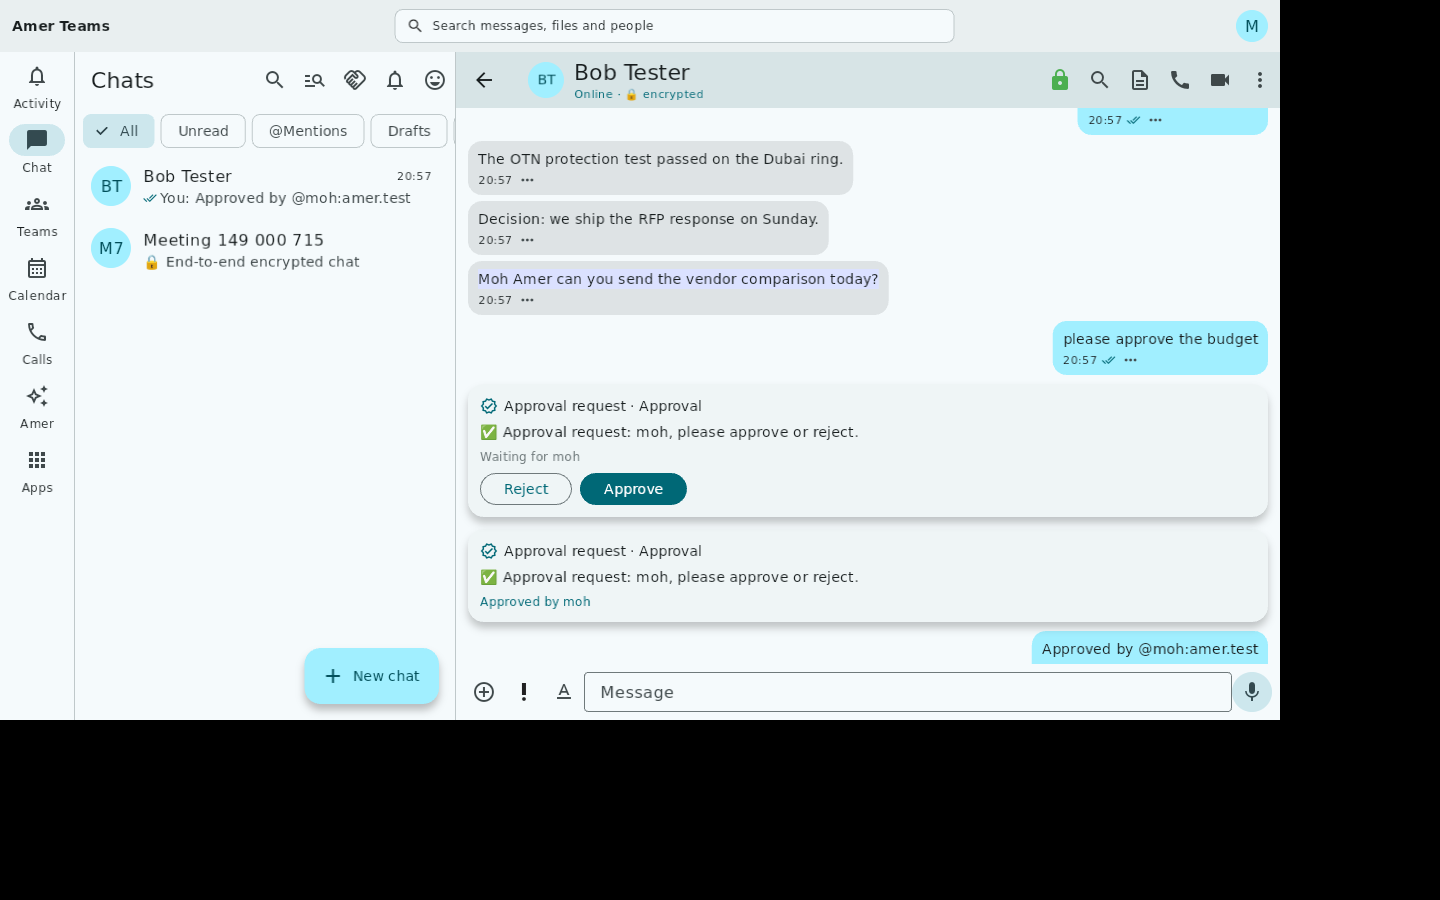 Amer Teams
Search messages, files and people
M
Activity
Chat
Teams
Calendar
Calls
Amer
Apps
Chats
All
Unread
@Mentions
Drafts
BT
Bob Tester
20:57
You: Approved by @moh:amer.test
M7
Meeting 149 000 715
🔒 End-to-end encrypted chat
+ New chat
BT
Bob Tester
Online · 🔒 encrypted
20:57 •••
The OTN protection test passed on the Dubai ring.
20:57 •••
Decision: we ship the RFP response on Sunday.
20:57 •••
Moh Amer can you send the vendor comparison today?
20:57 •••
please approve the budget
20:57 •••
Approval request · Approval
✅ Approval request: moh, please approve or reject.
Waiting for moh
Reject
Approve
Approval request · Approval
✅ Approval request: moh, please approve or reject.
Approved by moh
Approved by @moh:amer.test
! A Message